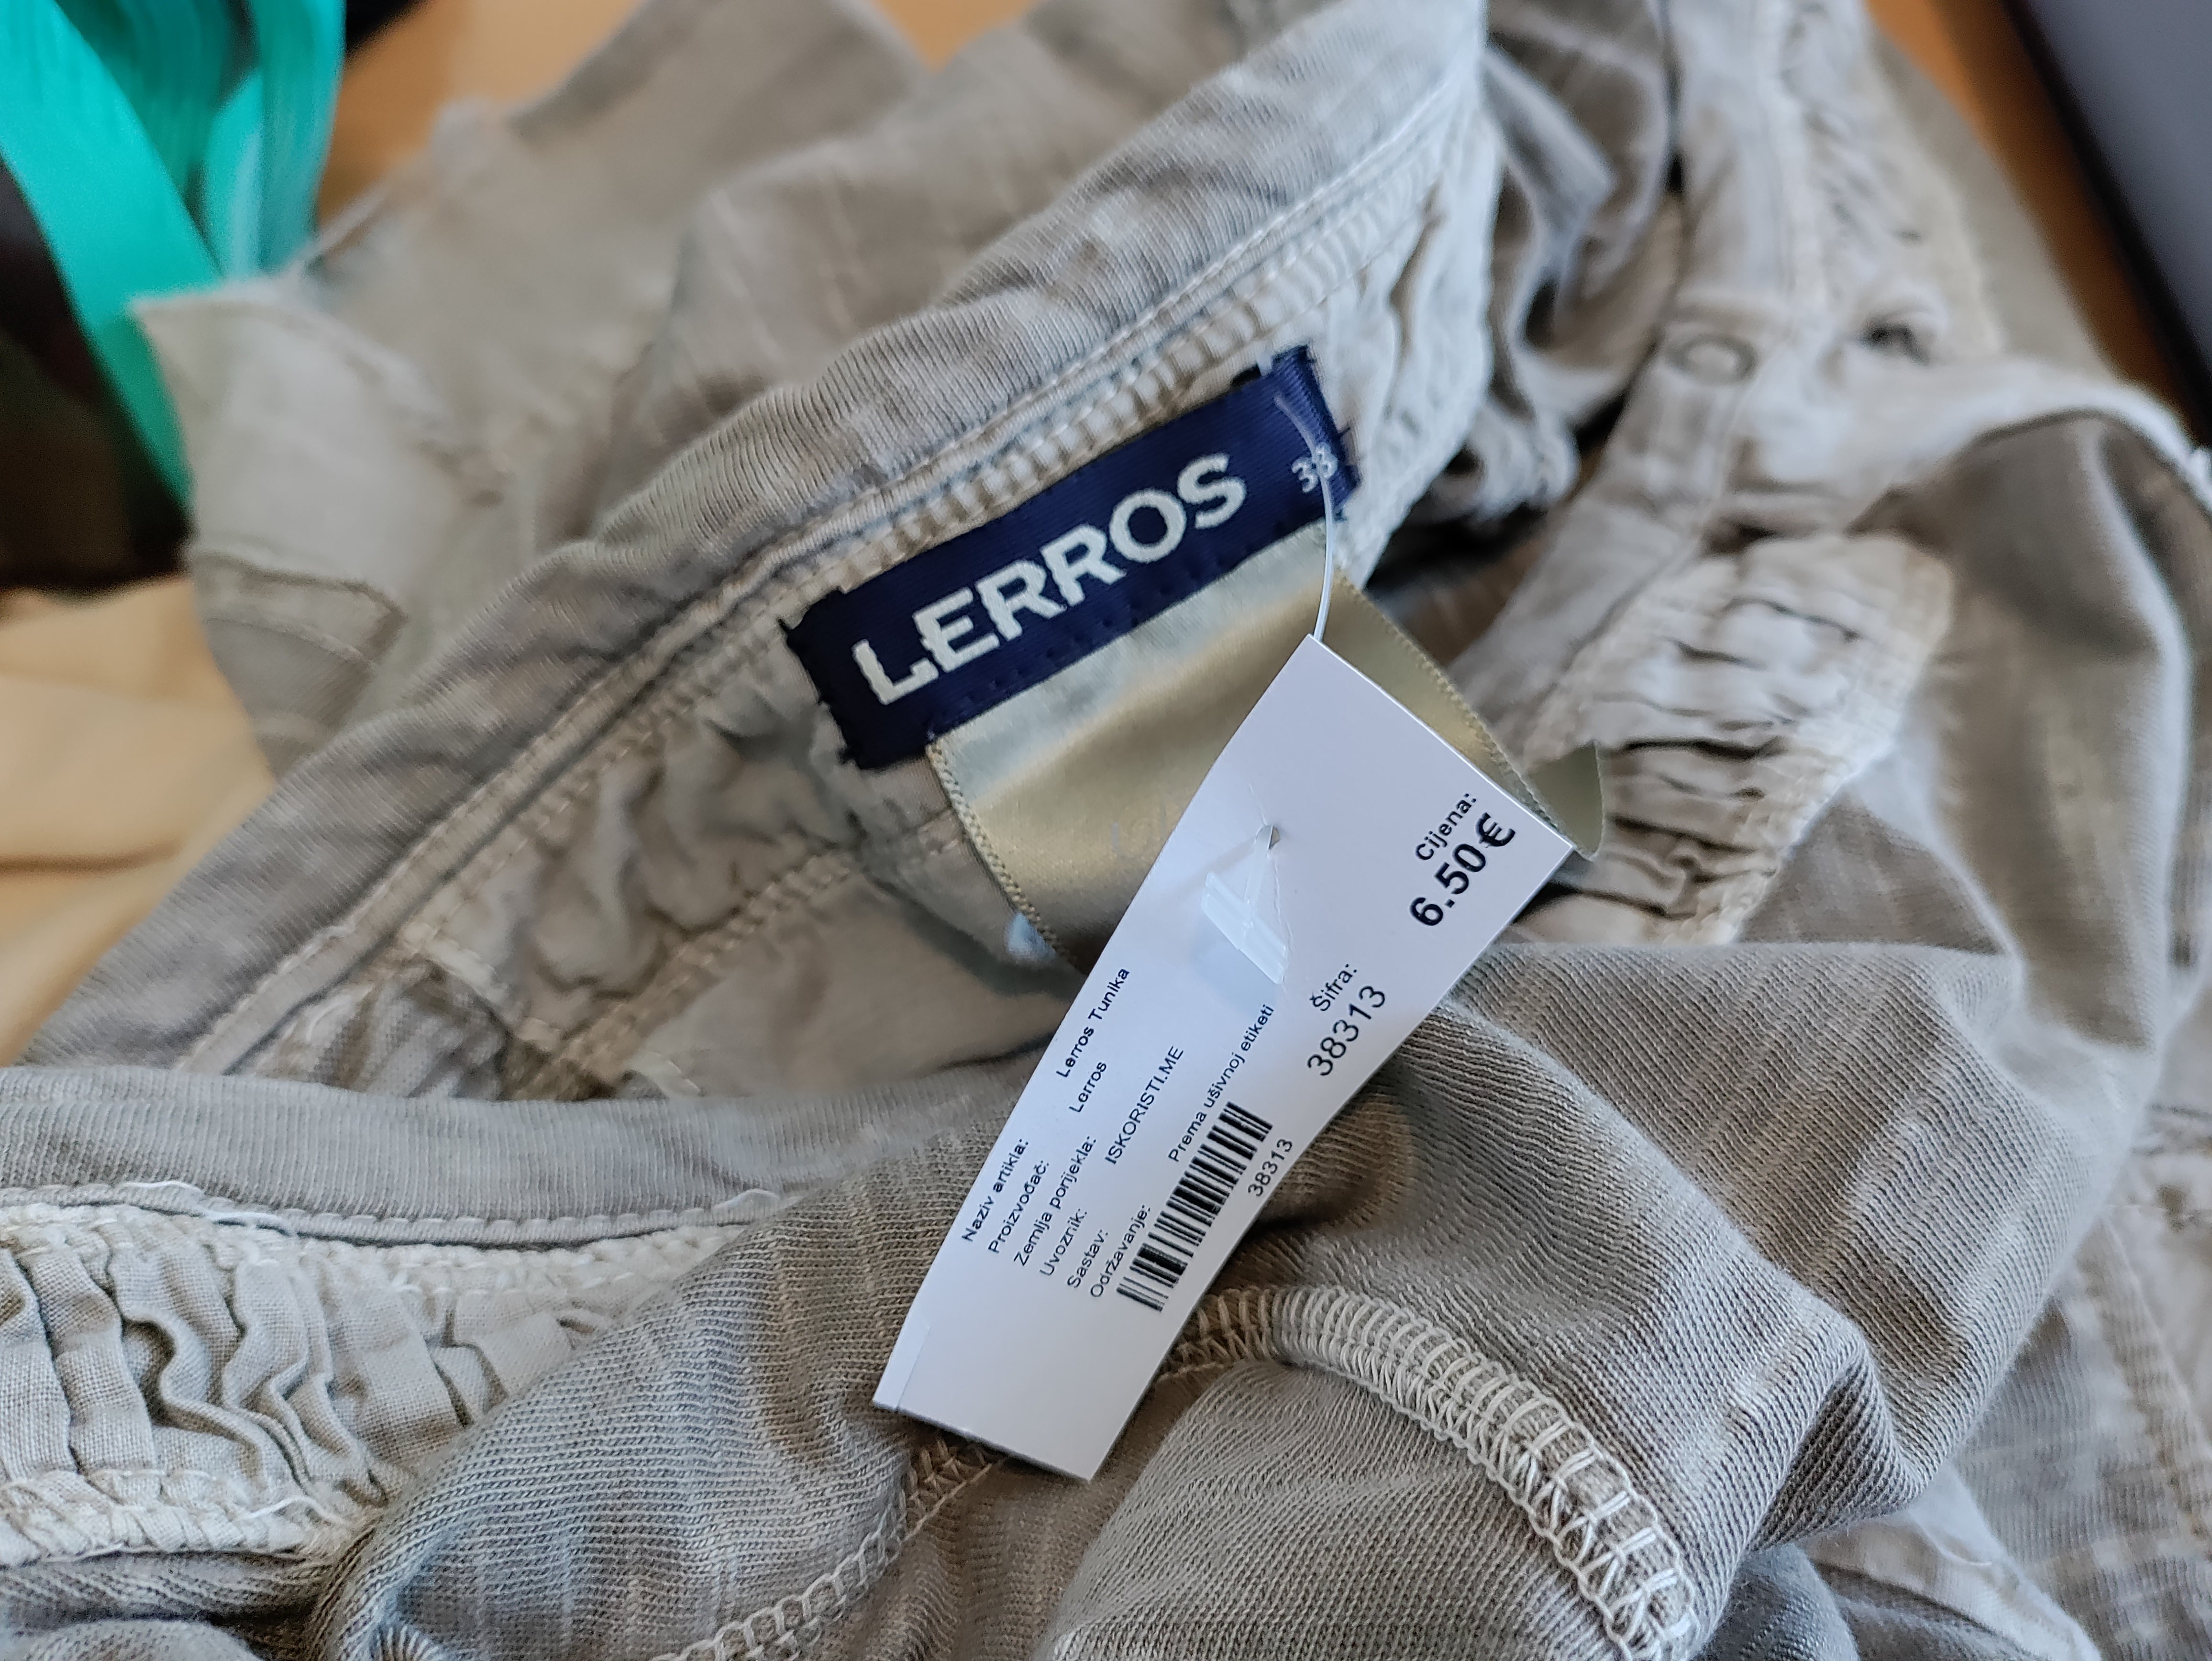 LERROS
38
Cijena:
6.50€
Šifra:
38313
Naziv artikla: Lerros Tunika
Proizvođač: Lerros
Zemlja porijekla:
Uvoznik: ISKORISTI.ME
Sastav:
Održavanje: Prema ušivnoj etiketi
38313